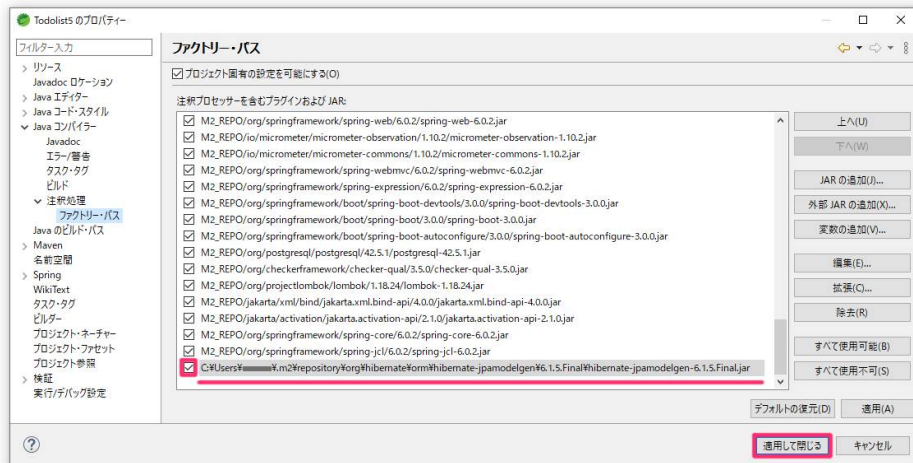 Todolist5 のプロパティー
フィルター入力
ファクトリー・パス
> リソース
Javadoc ロケーション
> Java エディター
> Java コード・スタイル
Java コンパイラー
Javadoc
エラー/警告
タスク・タグ
ビルド
注釈処理
ファクトリー・パス
Java のビルド・パス
> Maven
名前空間
> Spring
WikiText
タスク・タグ
ビルダー
プロジェクト・ネーチャー
プロジェクト・ファセット
プロジェクト参照
> 検証
実行/デバッグ設定
プロジェクト固有の設定を可能にする(O)
注釈プロセッサーを含むプラグインおよび JAR:
M2_REPO/org/springframework/spring-web/6.0.2/spring-web-6.0.2.jar
M2_REPO/io/micrometer/micrometer-observation/1.10.2/micrometer-observation-1.10.2.jar
M2_REPO/io/micrometer/micrometer-commons/1.10.2/micrometer-commons-1.10.2.jar
M2_REPO/org/springframework/spring-webmvc/6.0.2/spring-webmvc-6.0.2.jar
M2_REPO/org/springframework/spring-expression/6.0.2/spring-expression-6.0.2.jar
M2_REPO/org/springframework/boot/spring-boot-devtools/3.0.0/spring-boot-devtools-3.0.0.jar
M2_REPO/org/springframework/boot/spring-boot/3.0.0/spring-boot-3.0.0.jar
M2_REPO/org/springframework/boot/spring-boot-autoconfigure/3.0.0/spring-boot-autoconfigure-3.0.0.jar
M2_REPO/org/postgresql/postgresql/42.5.1/postgresql-42.5.1.jar
M2_REPO/org/checkerframework/checker-qual/3.5.0/checker-qual-3.5.0.jar
M2_REPO/org/projectlombok/lombok/1.18.24/lombok-1.18.24.jar
M2_REPO/jakarta/xml/bind/jakarta.xml.bind-api/4.0.0/jakarta.xml.bind-api-4.0.0.jar
M2_REPO/jakarta/activation/jakarta.activation-api/2.1.0/jakarta.activation-api-2.1.0.jar
M2_REPO/org/springframework/spring-core/6.0.2/spring-core-6.0.2.jar
M2_REPO/org/springframework/spring-jcl/6.0.2/spring-jcl-6.0.2.jar
C:¥Users¥ ¥.m2¥repository¥org¥hibernate¥orm¥hibernate-jpamodelgen¥6.1.5.Final¥hibernate-jpamodelgen-6.1.5.Final.jar
上へ(U)
下へ(W)
JAR の追加(J)...
外部 JAR の追加(X)...
変数の追加(V)...
編集(E)...
拡張(C)...
除去(R)
すべて使用可能(B)
すべて使用不可(S)
デフォルトの復元(D)
適用(A)
適用して閉じる
キャンセル